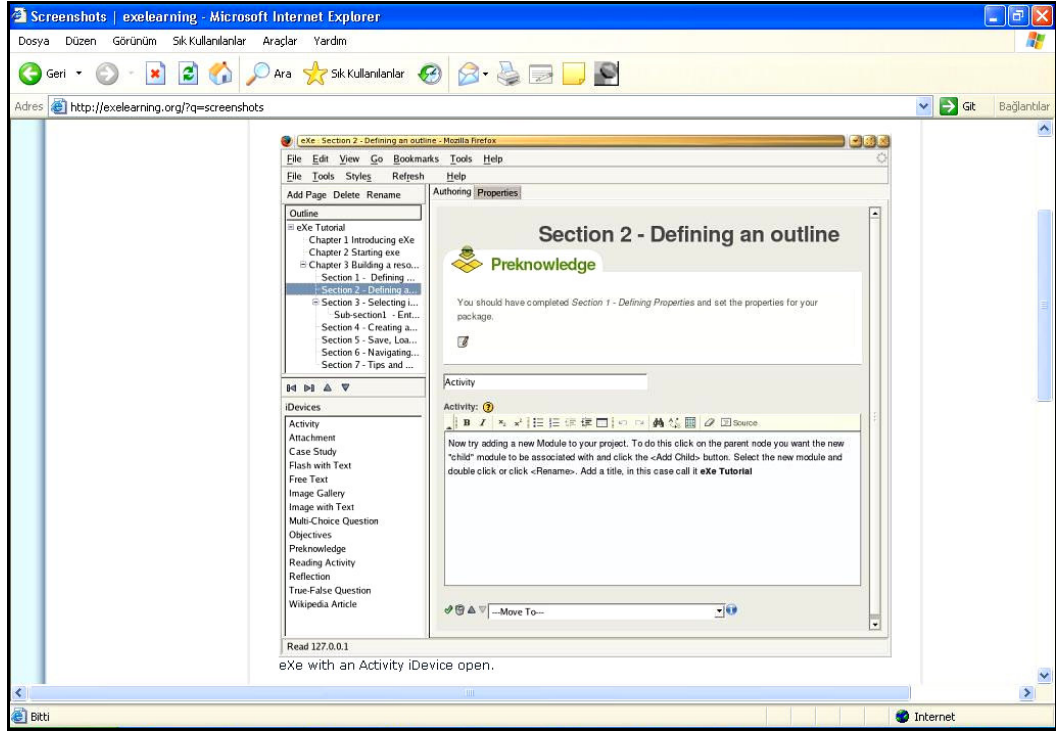 Screenshots | exelearning - Microsoft Internet Explorer
Dosya Düzen Görünüm Sık Kullanılanlar Araçlar Yardım
Geri Ara Sık Kullanılanlar
Adres http://exelearning.org/?q=screenshots Git Bağlantılar
eXe : Section 2 - Defining an outline - Mozilla Firefox
File Edit View Go Bookmarks Tools Help
File Tools Styles Refresh Help
Add Page Delete Rename
Authoring Properties
Outline
eXe Tutorial
Chapter 1 Introducing eXe
Chapter 2 Starting exe
Chapter 3 Building a reso...
Section 1 - Defining ...
Section 2 - Defining a...
Section 3 - Selecting i...
Sub-section1 - Ent...
Section 4 - Creating a...
Section 5 - Save, Loa...
Section 6 - Navigating...
Section 7 - Tips and ...
iDevices
Activity
Attachment
Case Study
Flash with Text
Free Text
Image Gallery
Image with Text
Multi-Choice Question
Objectives
Preknowledge
Reading Activity
Reflection
True-False Question
Wikipedia Article
Section 2 - Defining an outline
Preknowledge
You should have completed Section 1 - Defining Properties and set the properties for your
package.
Activity
Activity:
B I x₂ x² Source
Now try adding a new Module to your project. To do this click on the parent node you want the new
"child" module to be associated with and click the <Add Child> button. Select the new module and
double click or click <Rename>. Add a title, in this case call it eXe Tutorial
---Move To---
Read 127.0.0.1
eXe with an Activity iDevice open.
Bitti Internet